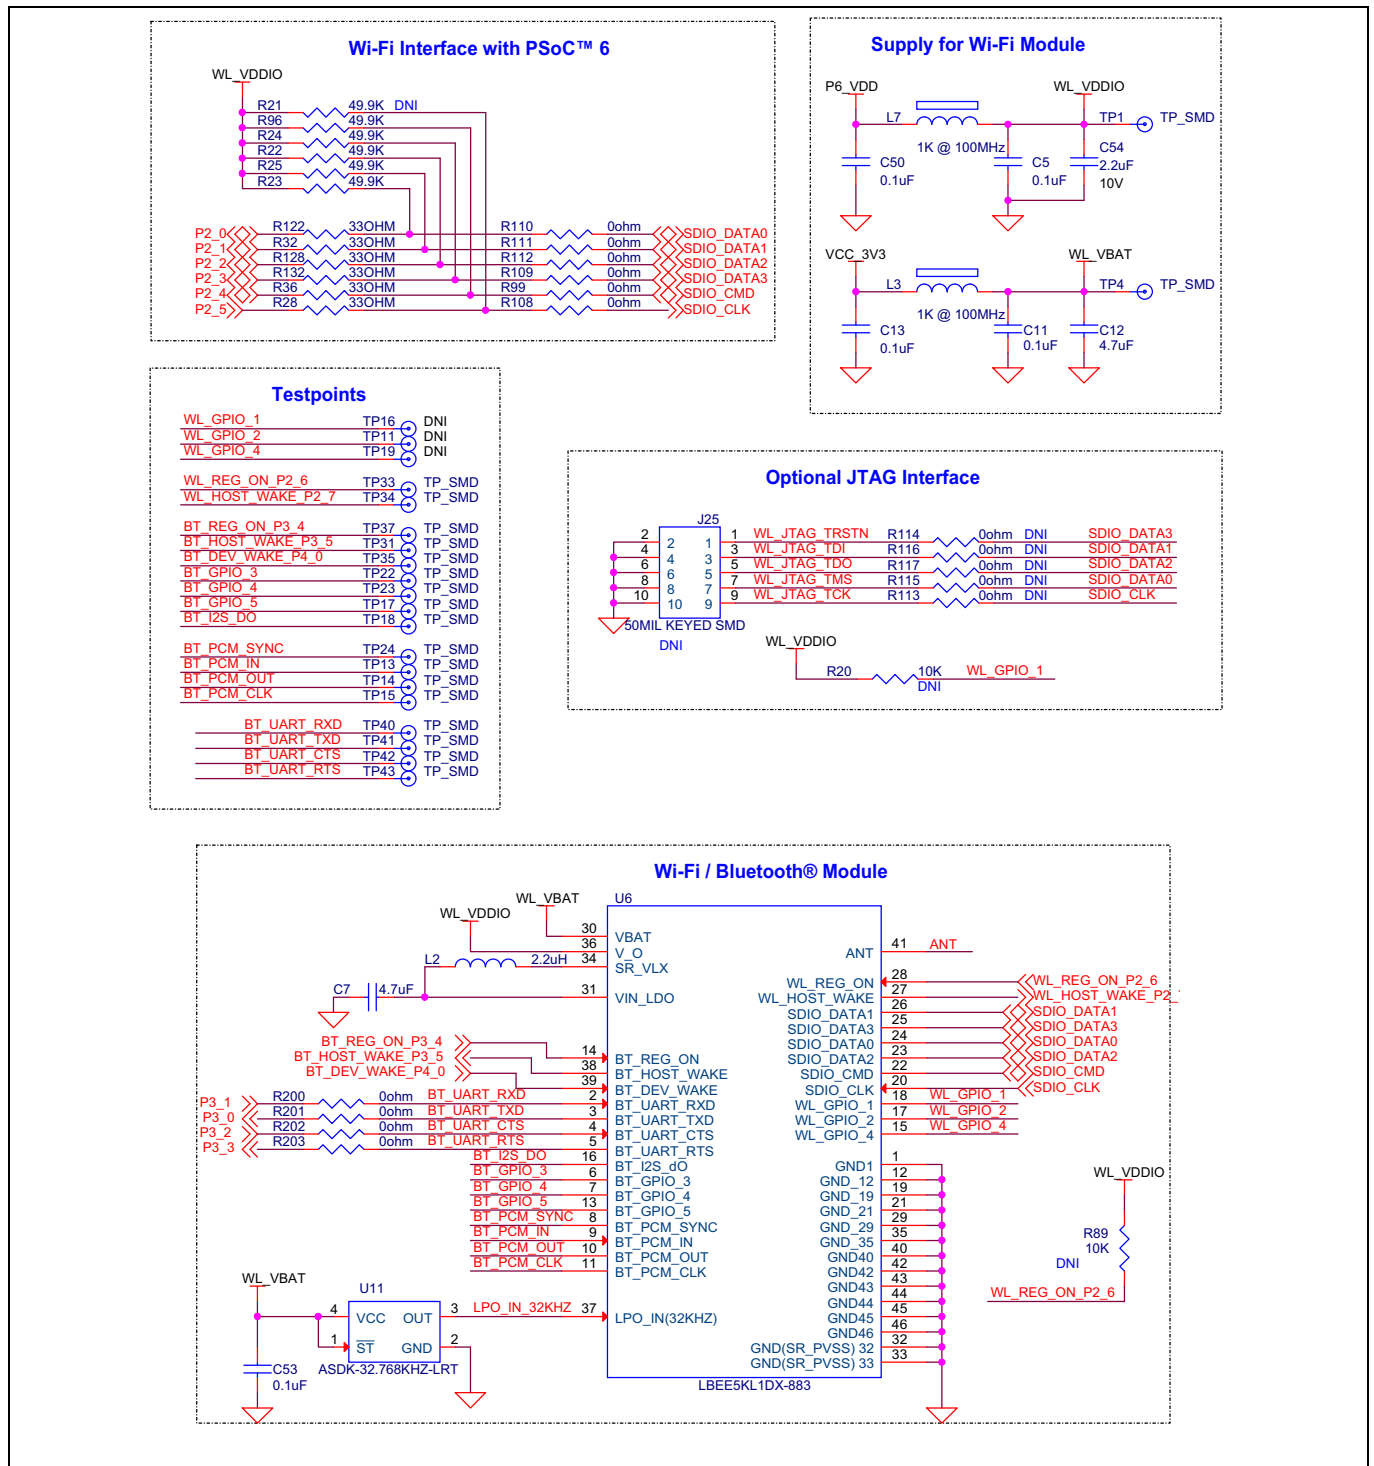 Wi-Fi Interface with PSoC™ 6
WL_VDDIO
R21 49.9K DNI
R96 49.9K
R24 49.9K
R22 49.9K
R25 49.9K
R23 49.9K
P2_0 R122 33OHM R110 0ohm SDIO_DATA0
P2_1 R32 33OHM R111 0ohm SDIO_DATA1
P2_2 R128 33OHM R112 0ohm SDIO_DATA2
P2_3 R132 33OHM R109 0ohm SDIO_DATA3
P2_4 R36 33OHM R99 0ohm SDIO_CMD
P2_5 R28 33OHM R108 0ohm SDIO_CLK
Supply for Wi-Fi Module
P6_VDD WL_VDDIO
L7 TP1 TP_SMD
1K @ 100MHz
C50 C5 C54
0.1uF 0.1uF 2.2uF
10V
VCC_3V3 WL_VBAT
L3 TP4 TP_SMD
1K @ 100MHz
C13 C11 C12
0.1uF 0.1uF 4.7uF
Testpoints
WL_GPIO_1 TP16 DNI
WL_GPIO_2 TP11 DNI
WL_GPIO_4 TP19 DNI
WL_REG_ON_P2_6 TP33 TP_SMD
WL_HOST_WAKE_P2_7 TP34 TP_SMD
BT_REG_ON_P3_4 TP37 TP_SMD
BT_HOST_WAKE_P3_5 TP31 TP_SMD
BT_DEV_WAKE_P4_0 TP35 TP_SMD
BT_GPIO_3 TP22 TP_SMD
BT_GPIO_4 TP23 TP_SMD
BT_GPIO_5 TP17 TP_SMD
BT_I2S_DO TP18 TP_SMD
BT_PCM_SYNC TP24 TP_SMD
BT_PCM_IN TP13 TP_SMD
BT_PCM_OUT TP14 TP_SMD
BT_PCM_CLK TP15 TP_SMD
BT_UART_RXD TP40 TP_SMD
BT_UART_TXD TP41 TP_SMD
BT_UART_CTS TP42 TP_SMD
BT_UART_RTS TP43 TP_SMD
Optional JTAG Interface
J25
2 2 1 1 WL_JTAG_TRSTN R114 0ohm DNI SDIO_DATA3
4 4 3 3 WL_JTAG_TDI R116 0ohm DNI SDIO_DATA1
6 6 5 5 WL_JTAG_TDO R117 0ohm DNI SDIO_DATA2
8 8 7 7 WL_JTAG_TMS R115 0ohm DNI SDIO_DATA0
10 10 9 9 WL_JTAG_TCK R113 0ohm DNI SDIO_CLK
50MIL KEYED SMD
DNI
WL_VDDIO
R20 10K WL_GPIO_1
DNI
Wi-Fi / Bluetooth® Module
WL_VBAT
WL_VDDIO
U6
30 VBAT
36 V_O
L2 2.2uH 34 SR_VLX
C7 4.7uF 31 VIN_LDO
BT_REG_ON_P3_4 14 BT_REG_ON
BT_HOST_WAKE_P3_5 38 BT_HOST_WAKE
BT_DEV_WAKE_P4_0 39 BT_DEV_WAKE
P3_1 R200 0ohm BT_UART_RXD 2 BT_UART_RXD
P3_0 R201 0ohm BT_UART_TXD 3 BT_UART_TXD
P3_2 R202 0ohm BT_UART_CTS 4 BT_UART_CTS
P3_3 R203 0ohm BT_UART_RTS 5 BT_UART_RTS
BT_I2S_DO 16 BT_I2S_dO
BT_GPIO_3 6 BT_GPIO_3
BT_GPIO_4 7 BT_GPIO_4
BT_GPIO_5 13 BT_GPIO_5
BT_PCM_SYNC 8 BT_PCM_SYNC
BT_PCM_IN 9 BT_PCM_IN
BT_PCM_OUT 10 BT_PCM_OUT
BT_PCM_CLK 11 BT_PCM_CLK
LPO_IN_32KHZ 37 LPO_IN(32KHZ)
ANT 41 ANT
WL_REG_ON 28 WL_REG_ON_P2_6
WL_HOST_WAKE 27 WL_HOST_WAKE_P2_
SDIO_DATA1 26 SDIO_DATA1
SDIO_DATA3 25 SDIO_DATA3
SDIO_DATA0 24 SDIO_DATA0
SDIO_DATA2 23 SDIO_DATA2
SDIO_CMD 22 SDIO_CMD
SDIO_CLK 20 SDIO_CLK
WL_GPIO_1 18 WL_GPIO_1
WL_GPIO_2 17 WL_GPIO_2
WL_GPIO_4 15 WL_GPIO_4
GND1 1
GND_12 12
GND_19 19
GND_21 21
GND_29 29
GND_35 35
GND40 40
GND42 42
GND43 43
GND44 44
GND45 45
GND46 46
GND(SR_PVSS) 32 32
GND(SR_PVSS) 33 33
LBEE5KL1DX-883
WL_VDDIO
R89
10K
DNI
WL_REG_ON_P2_6
WL_VBAT
U11
4 VCC OUT 3
1 ST GND 2
ASDK-32.768KHZ-LRT
C53
0.1uF